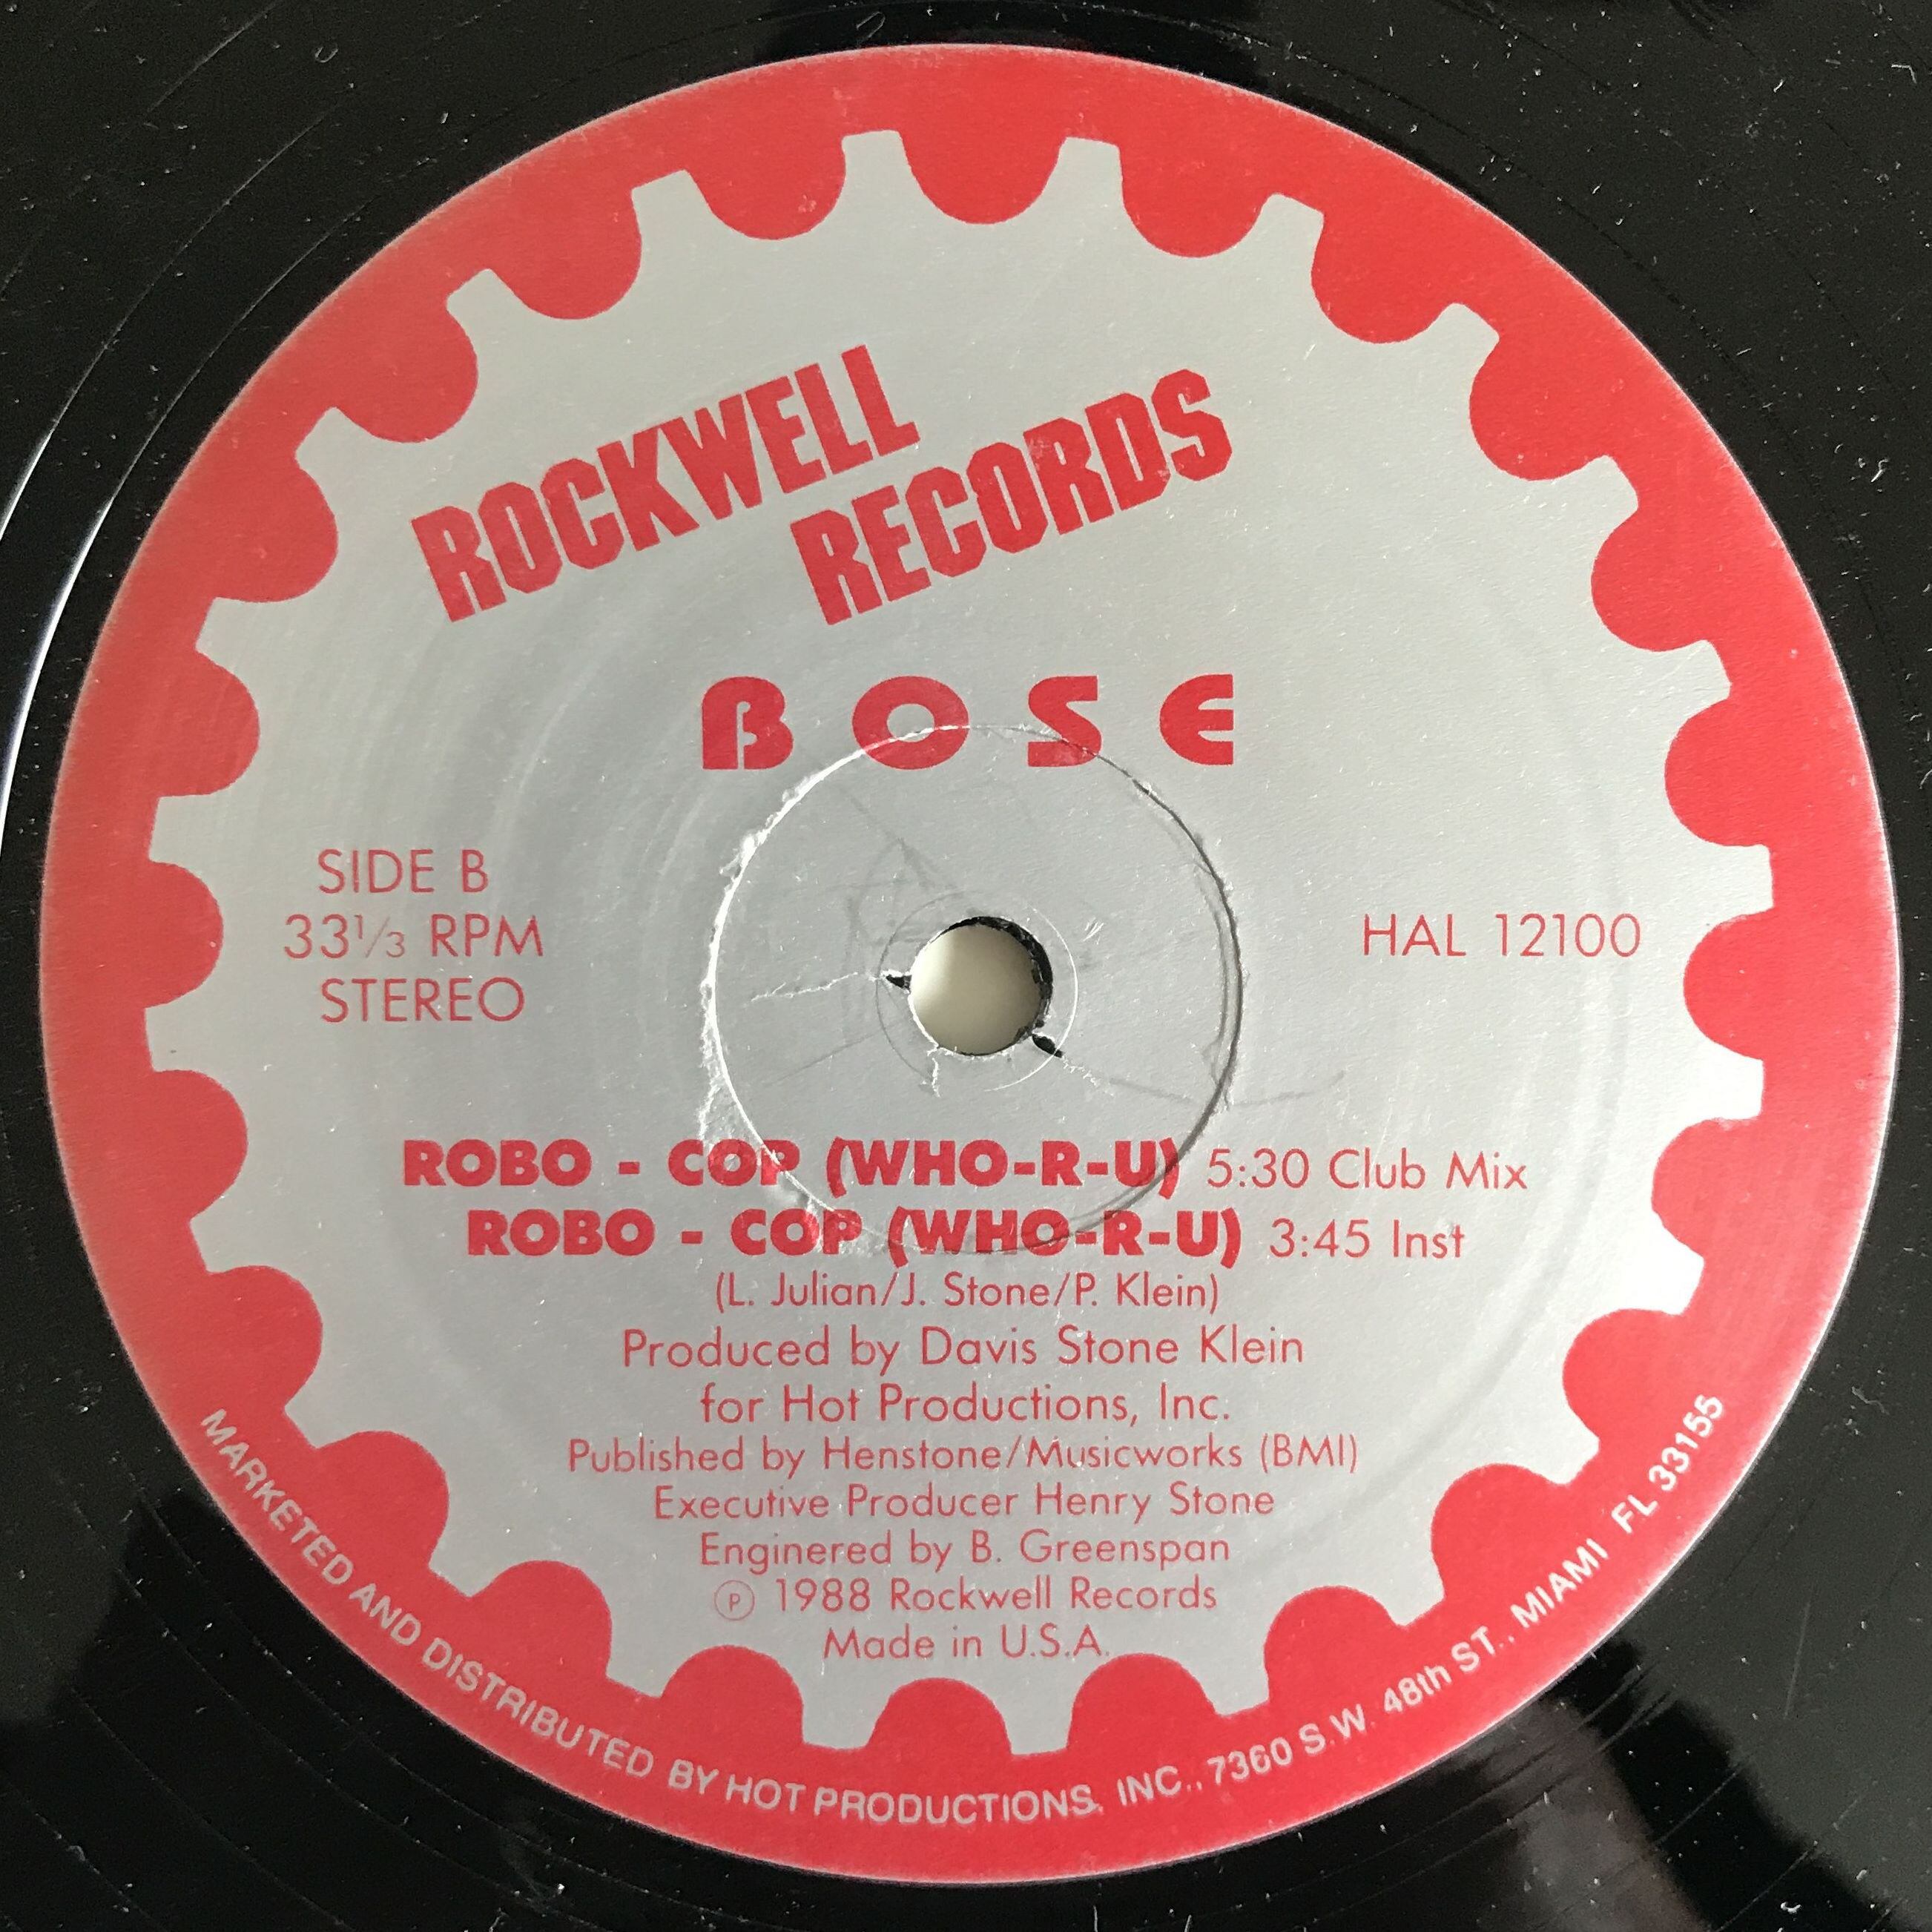 ROCKWELL
RECORDS
BOSE
SIDE B
33⅓ RPM
STEREO
HAL 12100
ROBO - COP (WHO-R-U) 5:30 Club Mix
ROBO - COP (WHO-R-U) 3:45 Inst
(L. Julian/J. Stone/P. Klein)
Produced by Davis Stone Klein
for Hot Productions, Inc.
Published by Henstone/Musicworks (BMI)
Executive Producer Henry Stone
Enginered by B. Greenspan
℗ 1988 Rockwell Records
Made in U.S.A.
MARKETED AND DISTRIBUTED BY HOT PRODUCTIONS, INC., 7360 S.W. 48th ST., MIAMI FL 33155